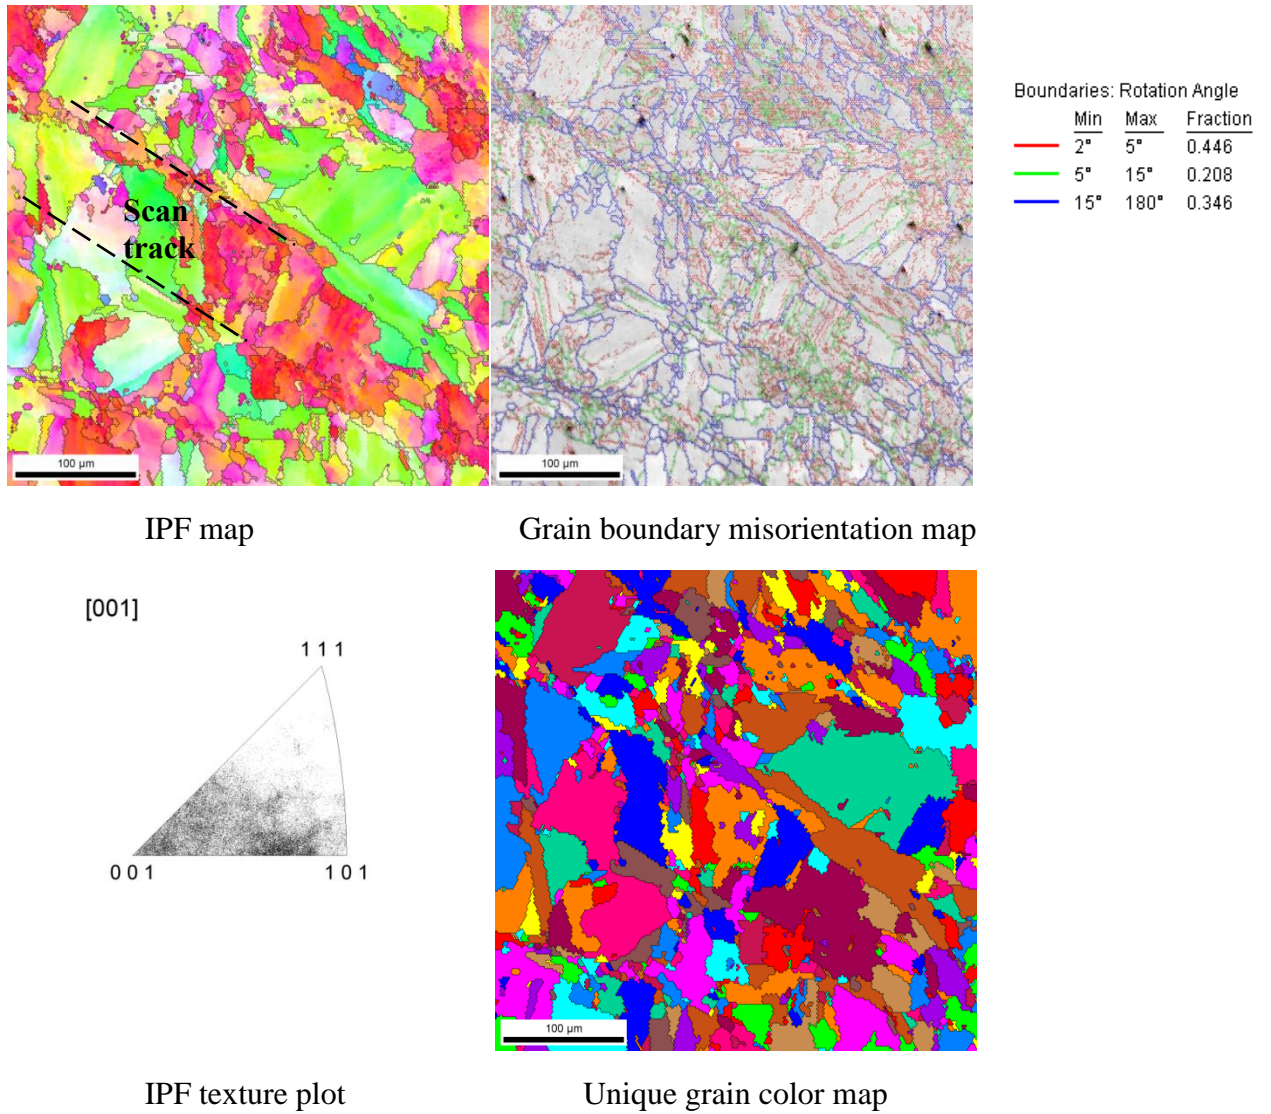 Scan
track
100 µm
100 µm
Boundaries: Rotation Angle
Min Max Fraction
2° 5° 0.446
5° 15° 0.208
15° 180° 0.346
IPF map
Grain boundary misorientation map
[001]
1 1 1
0 0 1
1 0 1
100 µm
IPF texture plot
Unique grain color map